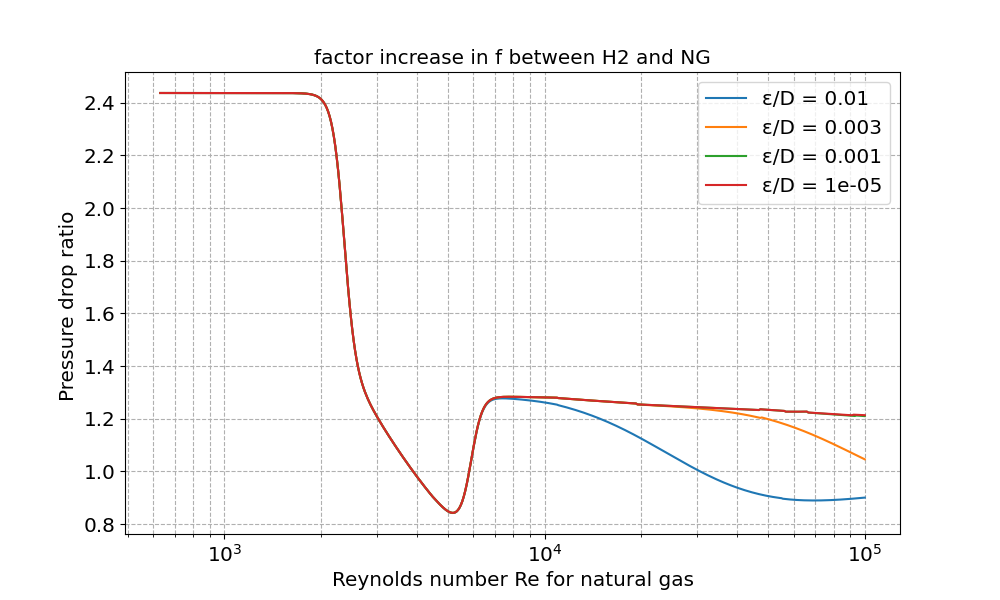 factor increase in f between H2 and NG
Pressure drop ratio
2.4
2.2
2.0
1.8
1.6
1.4
1.2
1.0
0.8
ε/D = 0.01
ε/D = 0.003
ε/D = 0.001
ε/D = 1e-05
10³ 10⁴ 10⁵
Reynolds number Re for natural gas